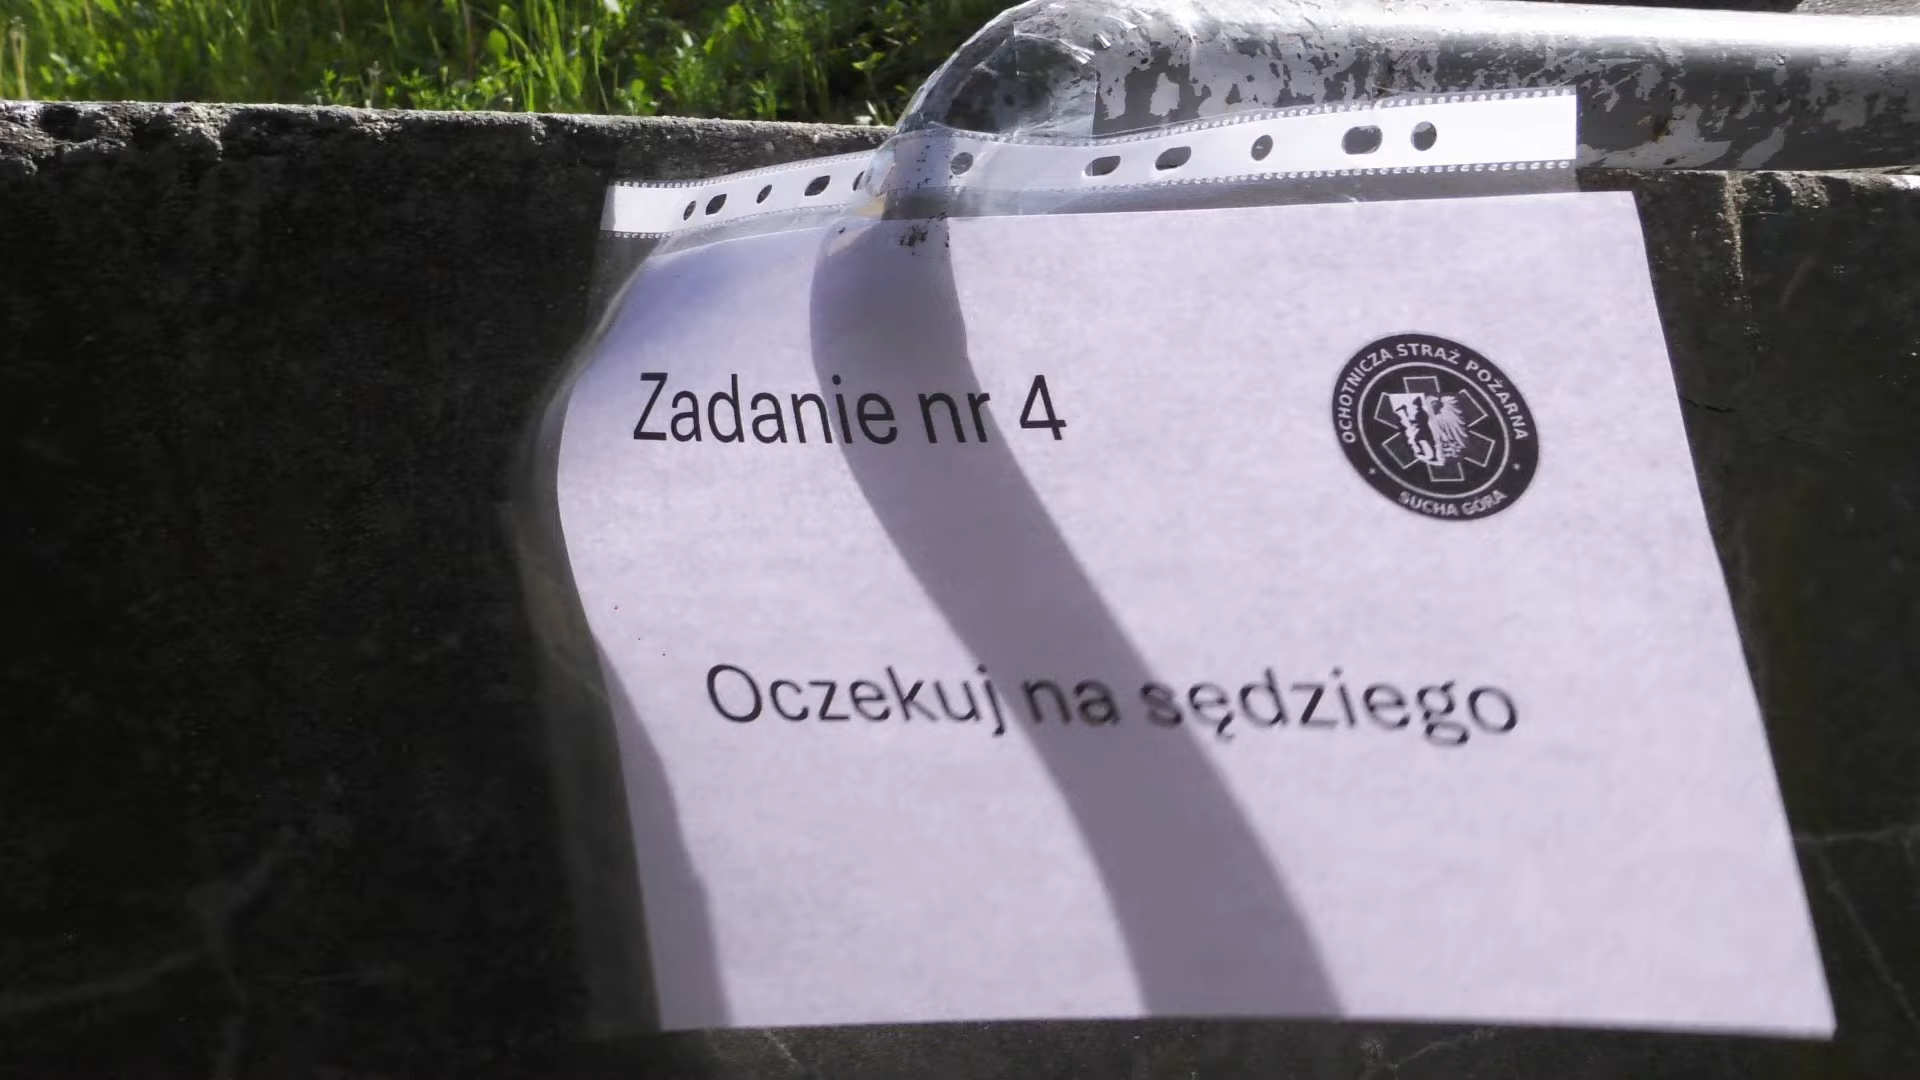 Zadanie nr 4
OCHOTNICZA STRAŻ POŻARNA
SUCHA GÓRA
Oczekuj na sędziego